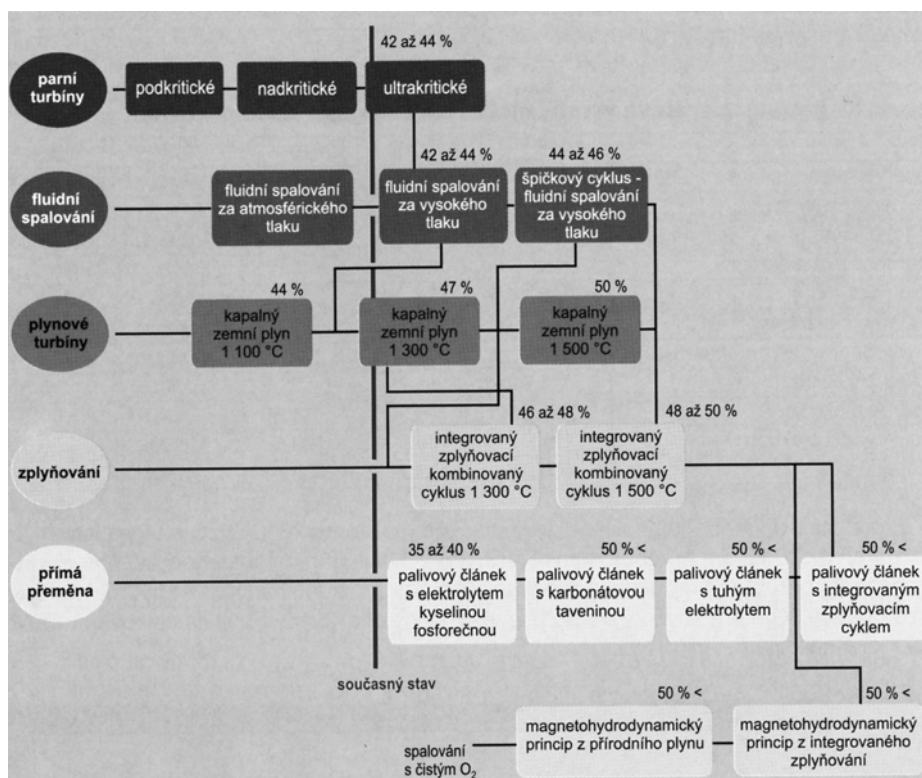 42 až 44 %
parní
turbíny
podkritické
nadkritické
ultrakritické
42 až 44 %
44 až 46 %
fluidní
spalování
fluidní spalování
za atmosférického
tlaku
fluidní spalování
za vysokého
tlaku
špičkový cyklus -
fluidní spalování
za vysokého
tlaku
44 %
47 %
50 %
plynové
turbíny
kapalný
zemní plyn
1 100 °C
kapalný
zemní plyn
1 300 °C
kapalný
zemní plyn
1 500 °C
46 až 48 %
48 až 50 %
zplyňování
integrovaný
zplyňovací
kombinovaný
cyklus 1 300 °C
integrovaný
zplyňovací
kombinovaný
cyklus 1 500 °C
35 až 40 %
50 % <
50 % <
50 % <
přímá
přeměna
palivový článek
s elektrolytem
kyselinou
fosforečnou
palivový článek
s karbonátovou
taveninou
palivový článek
s tuhým
elektrolytem
palivový článek
s integrovaným
zplyňovacím
cyklem
současný stav
50 % <
50 % <
spalování
s čistým O₂
magnetohydrodynamický
princip z přírodního plynu
magnetohydrodynamický
princip z integrovaného
zplyňování